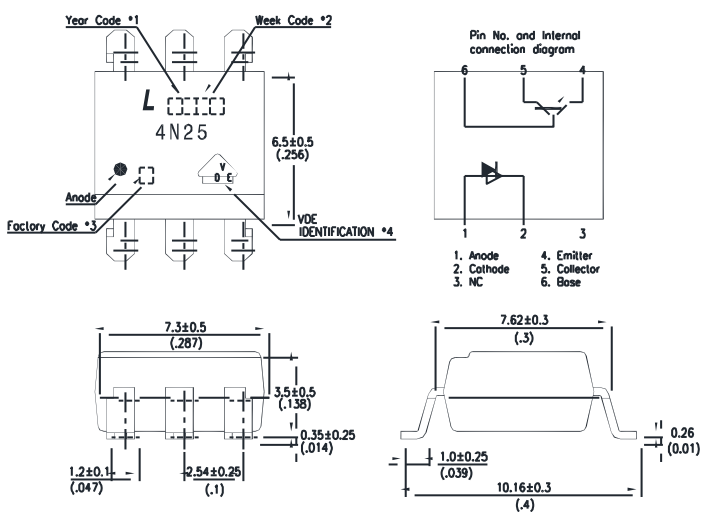 Year Code *1
Week Code *2
L
4N25
6.5±0.5
(.256)
V
D E
Anode
Factory Code *3
VDE
IDENTIFICATION *4
Pin No. and Internal
connection diagram
6 5 4
1 2 3
1. Anode
2. Cathode
3. NC
4. Emitter
5. Collector
6. Base
7.3±0.5
(.287)
3.5±0.5
(.138)
0.35±0.25
(.014)
1.2±0.1
(.047)
2.54±0.25
(.1)
7.62±0.3
(.3)
0.26
(0.01)
1.0±0.25
(.039)
10.16±0.3
(.4)